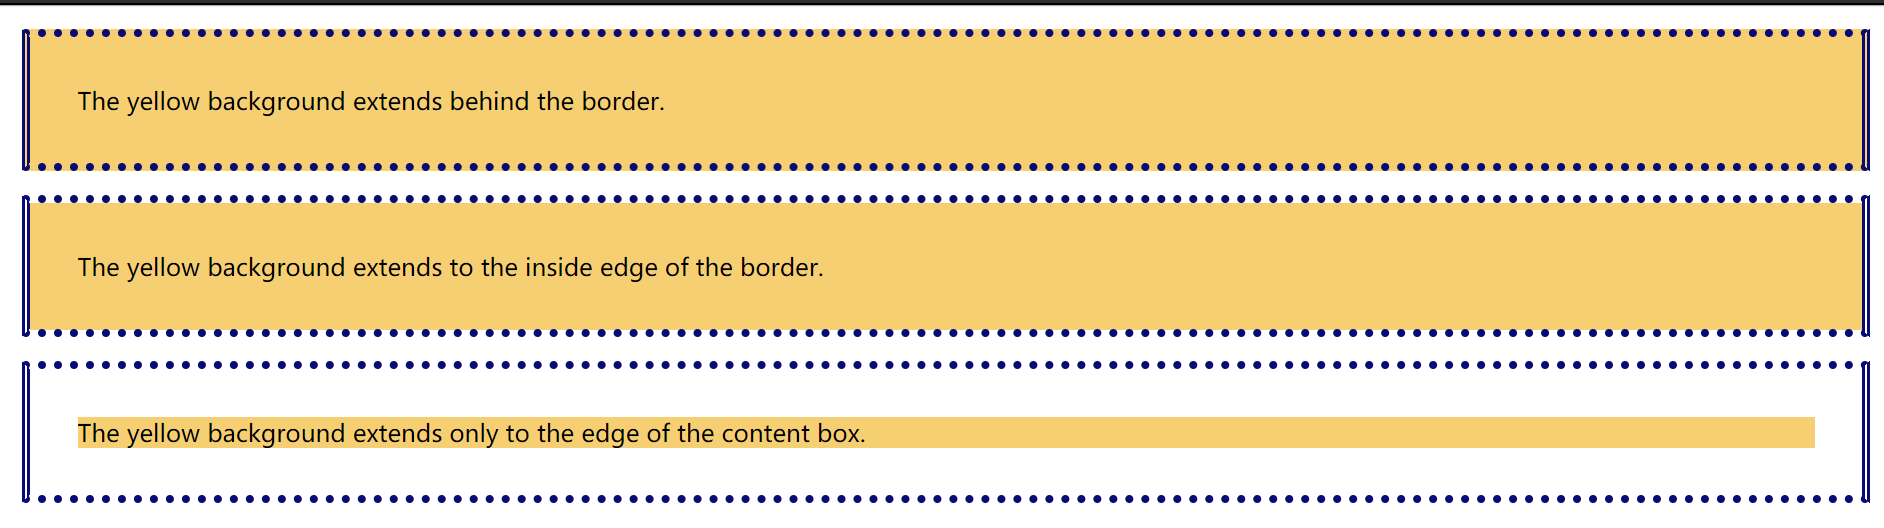 The yellow background extends behind the border.
The yellow background extends to the inside edge of the border.
The yellow background extends only to the edge of the content box.